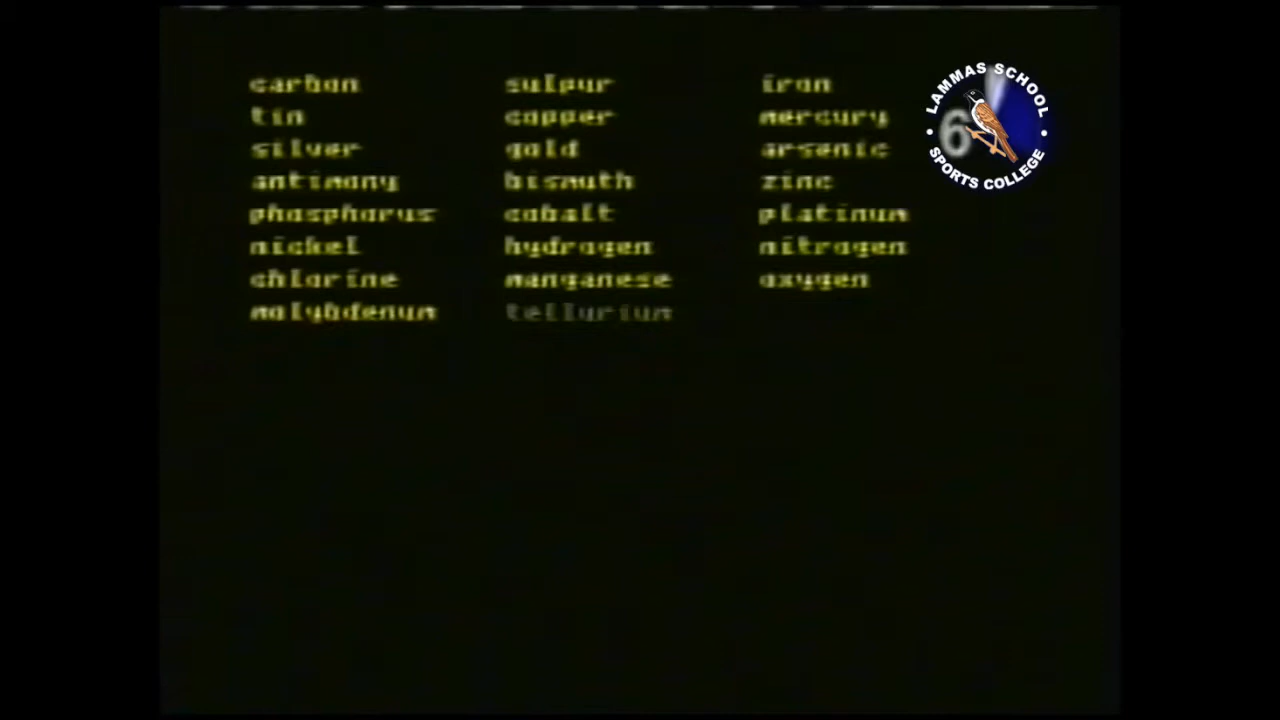 carbon sulpur iron
tin copper mercury
silver gold arsenic
antimony bismuth zinc
phosphorus cobalt platinum
nickel hydrogen nitrogen
chlorine manganese oxygen
molybdenum tellurium
LAMMAS SCHOOL
6
SPORTS COLLEGE